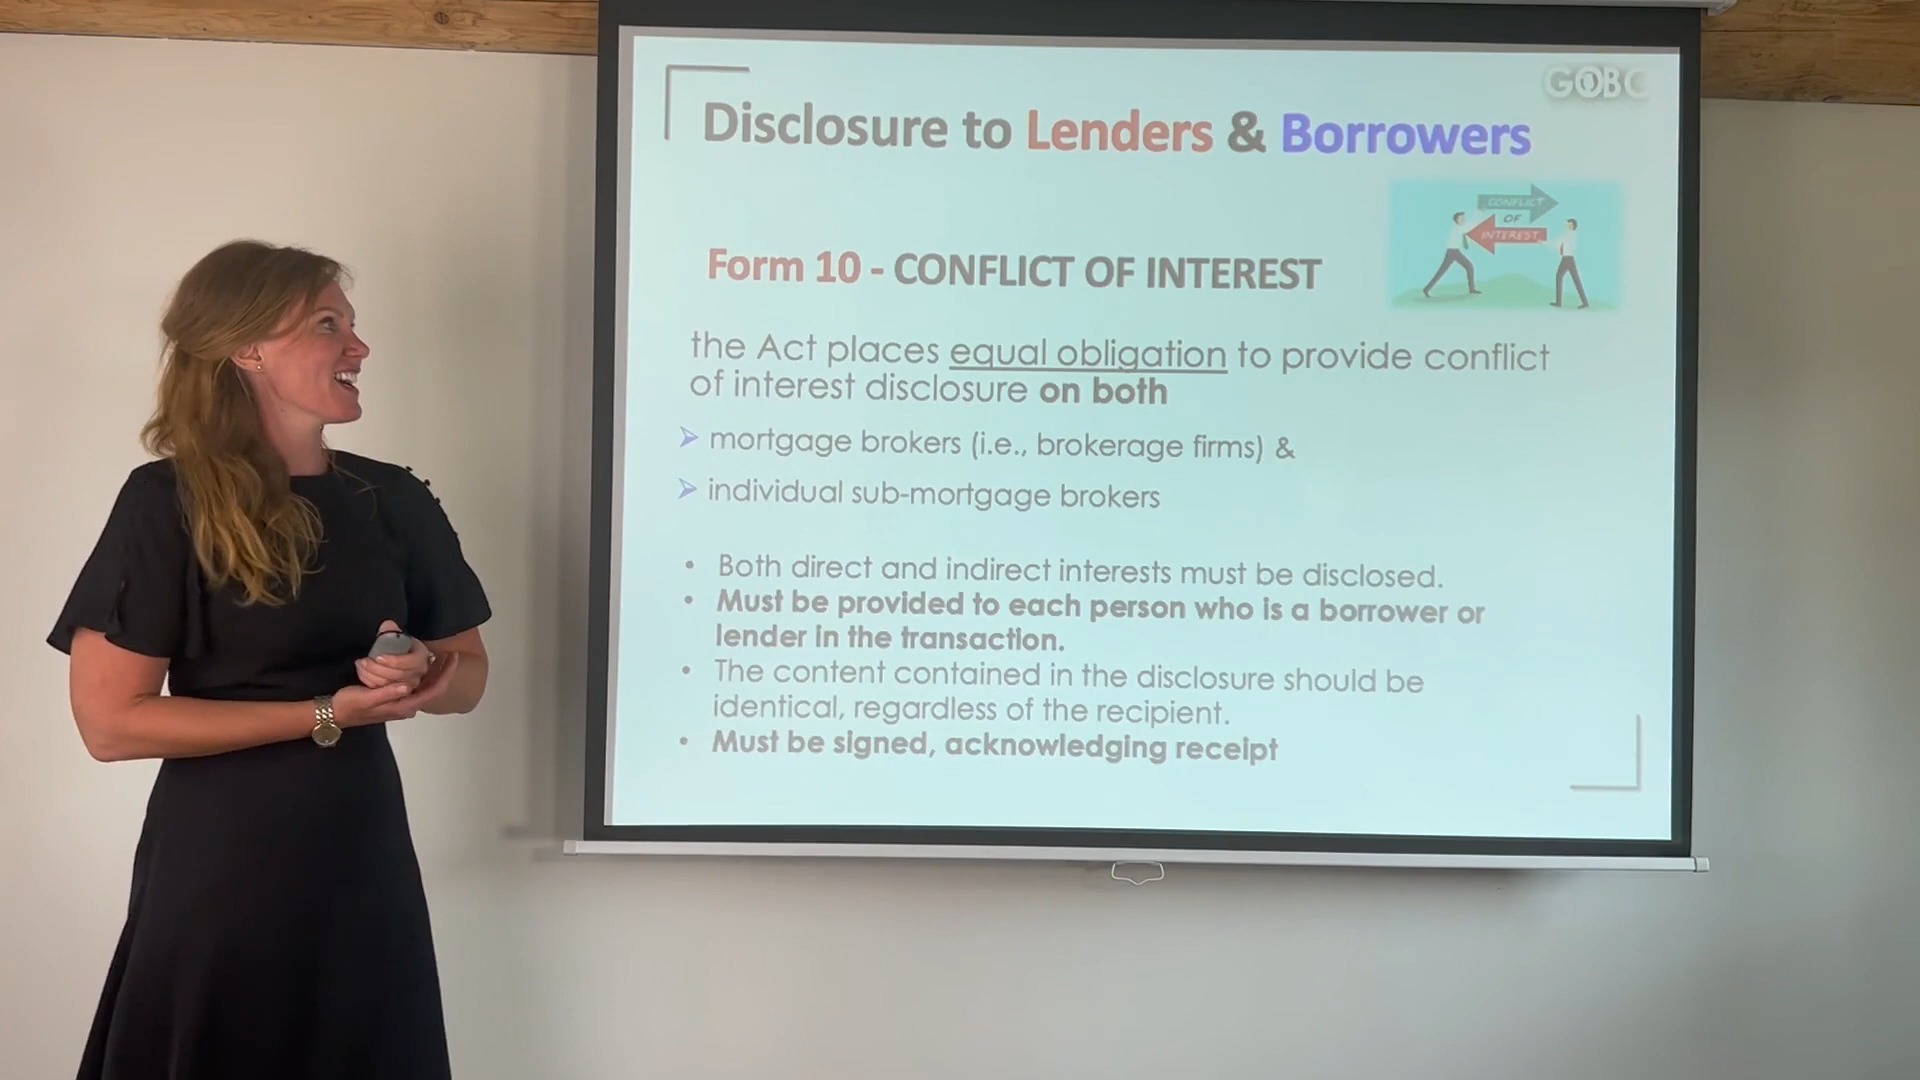 GOBC
Disclosure to Lenders & Borrowers
CONFLICT
OF
INTEREST
Form 10 - CONFLICT OF INTEREST
the Act places equal obligation to provide conflict
of interest disclosure on both
➢ mortgage brokers (i.e., brokerage firms) &
➢ individual sub-mortgage brokers
• Both direct and indirect interests must be disclosed.
• Must be provided to each person who is a borrower or
lender in the transaction.
• The content contained in the disclosure should be
identical, regardless of the recipient.
• Must be signed, acknowledging receipt